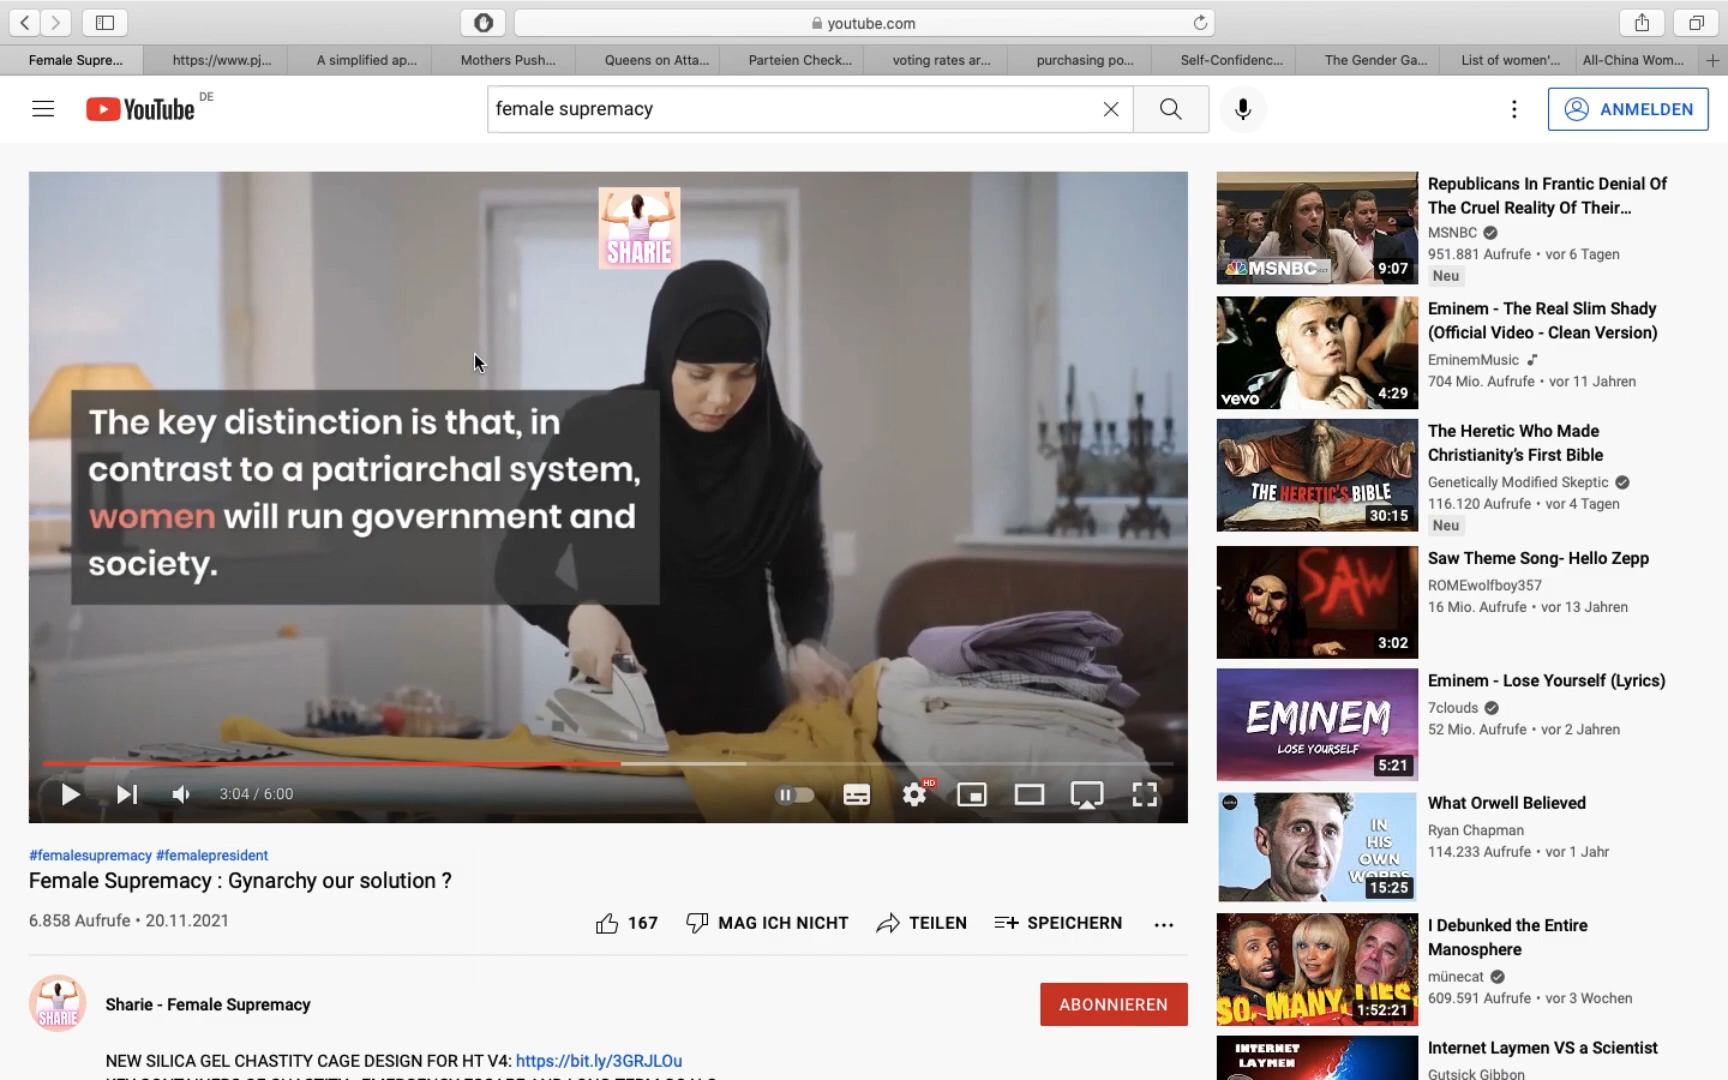 youtube.com
Female Supre...
https://www.pj...
A simplified ap...
Mothers Push...
Queens on Atta...
Parteien Check...
voting rates ar...
purchasing po...
Self-Confidenc...
The Gender Ga...
List of women'...
All-China Wom...
YouTube DE
female supremacy
ANMELDEN
SHARIE
The key distinction is that, in
contrast to a patriarchal system,
women will run government and
society.
3:04 / 6:00
HD
#femalesupremacy #femalepresident
Female Supremacy : Gynarchy our solution ?
6.858 Aufrufe • 20.11.2021
167
MAG ICH NICHT
TEILEN
SPEICHERN
SHARIE
Sharie - Female Supremacy
ABONNIEREN
NEW SILICA GEL CHASTITY CAGE DESIGN FOR HT V4: https://bit.ly/3GRJLOu
MSNBC
9:07
Republicans In Frantic Denial Of
The Cruel Reality Of Their...
MSNBC
951.881 Aufrufe • vor 6 Tagen
Neu
vevo
4:29
Eminem - The Real Slim Shady
(Official Video - Clean Version)
EminemMusic
704 Mio. Aufrufe • vor 11 Jahren
THE HERETIC'S BIBLE
30:15
The Heretic Who Made
Christianity's First Bible
Genetically Modified Skeptic
116.120 Aufrufe • vor 4 Tagen
Neu
SAW
3:02
Saw Theme Song- Hello Zepp
ROMEwolfboy357
16 Mio. Aufrufe • vor 13 Jahren
EMINEM
LOSE YOURSELF
5:21
Eminem - Lose Yourself (Lyrics)
7clouds
52 Mio. Aufrufe • vor 2 Jahren
IN
HIS
OWN
WORDS
15:25
What Orwell Believed
Ryan Chapman
114.233 Aufrufe • vor 1 Jahr
SO. MANY. LIES.
1:52:21
I Debunked the Entire
Manosphere
münecat
609.591 Aufrufe • vor 3 Wochen
INTERNET
LAYMEN
Internet Laymen VS a Scientist
Gutsick Gibbon